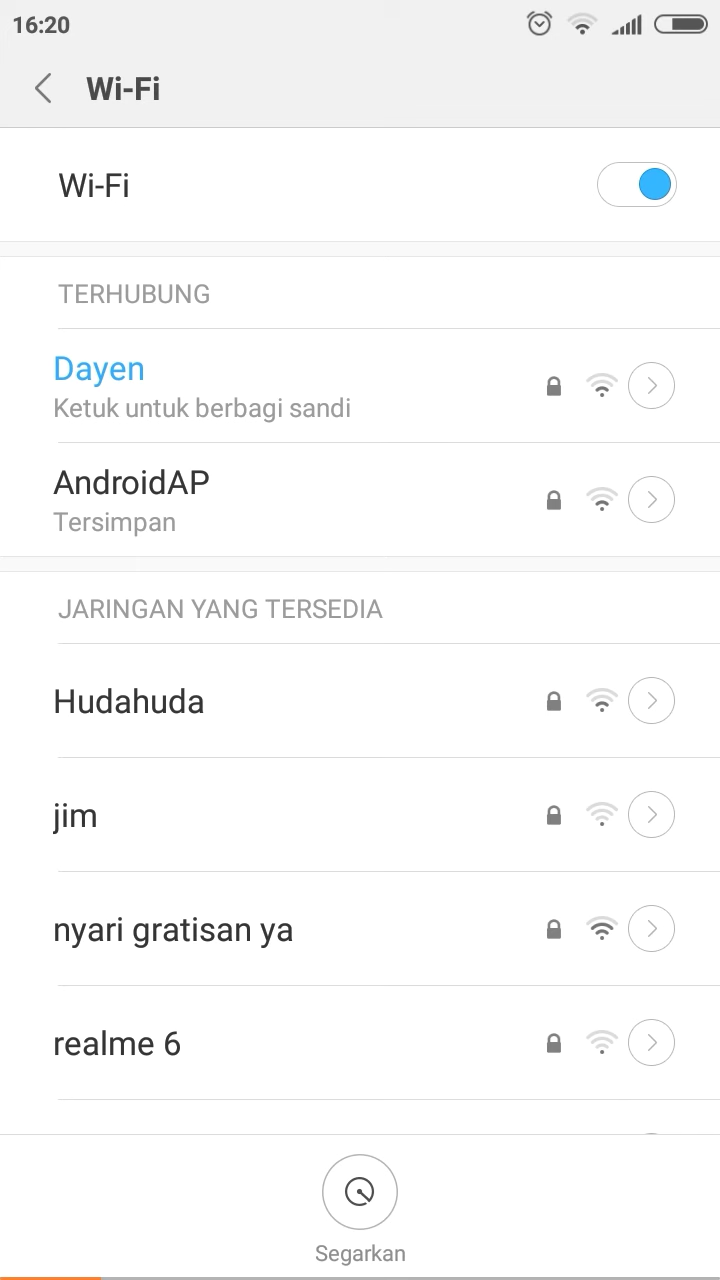 16:20
Wi-Fi
Wi-Fi
TERHUBUNG
Dayen
Ketuk untuk berbagi sandi
AndroidAP
Tersimpan
JARINGAN YANG TERSEDIA
Hudahuda
jim
nyari gratisan ya
realme 6
Segarkan